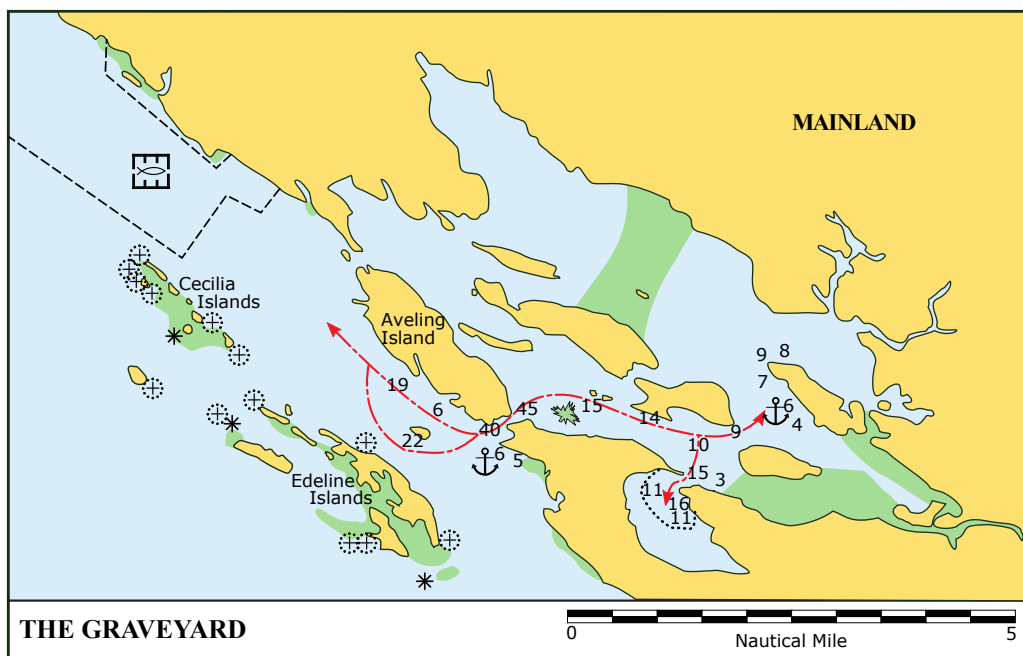 MAINLAND
Cecilia
Islands
Aveling
Island
9 8
7
19
6
45
15
14
6
4
40
22
9
10
6
5
15
3
11
16
11
Edeline
Islands
THE GRAVEYARD
0
5
Nautical Mile